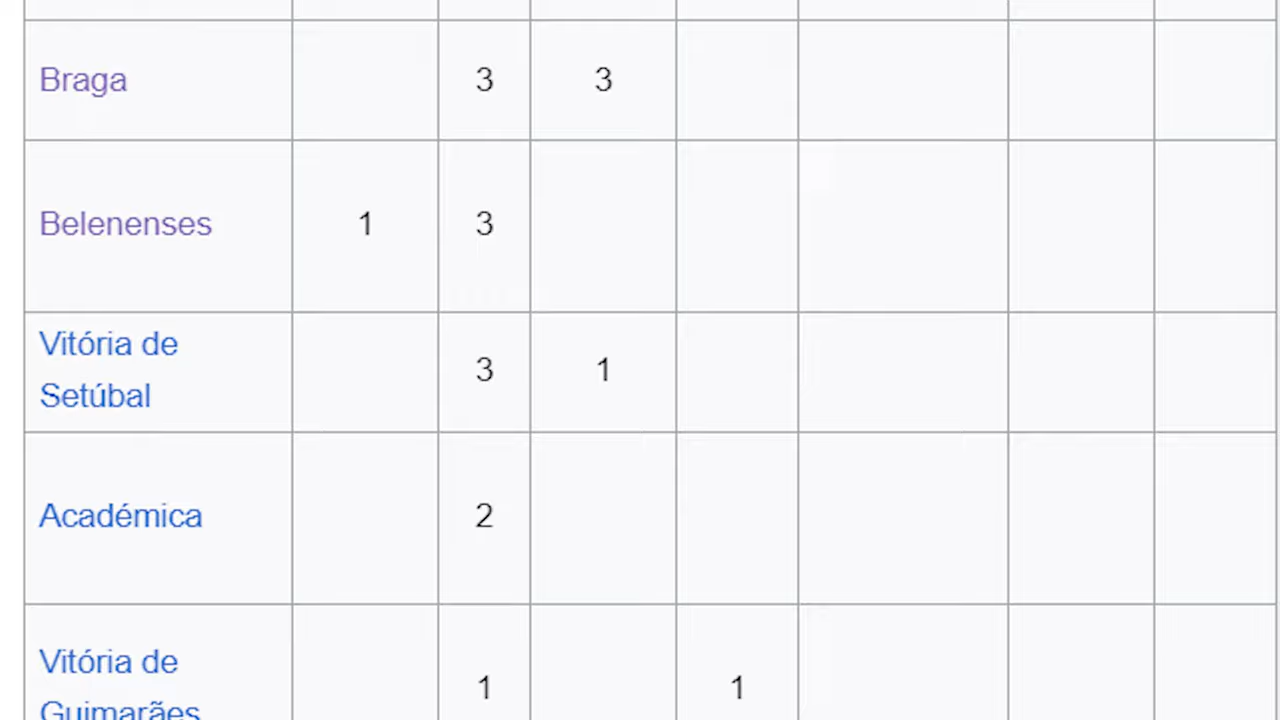 Braga 3 3
Belenenses 1 3
Vitória de
Setúbal 3 1
Académica 2
Vitória de
Guimarães 1 1